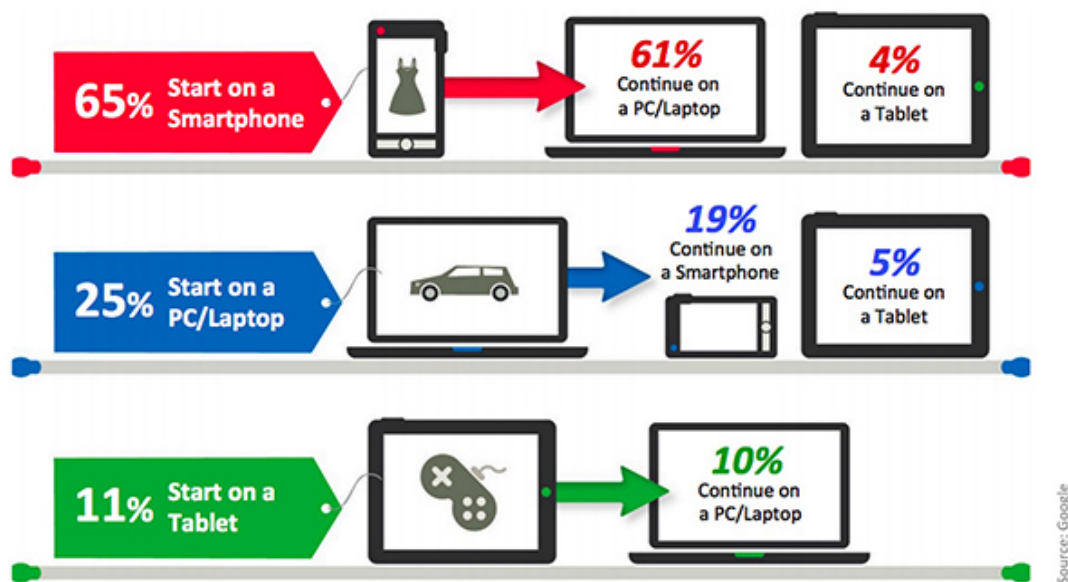 65% Start on a
Smartphone
61%
Continue on
a PC/Laptop
4%
Continue on
a Tablet
25% Start on a
PC/Laptop
19%
Continue on
a Smartphone
5%
Continue on
a Tablet
11% Start on a
Tablet
10%
Continue on
a PC/Laptop
Source: Google